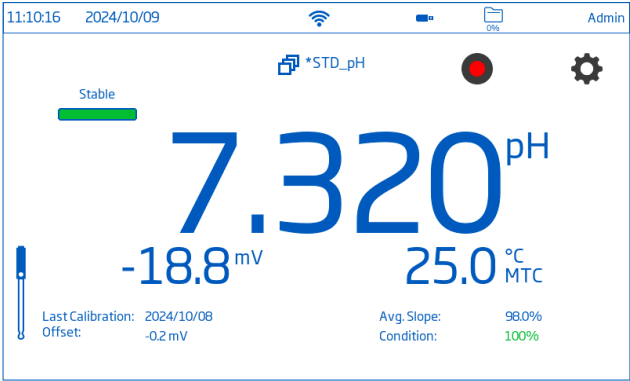 11:10:16 2024/10/09 0% Admin
*STD_pH
Stable
7.320 pH
-18.8 mV 25.0 °C MTC
Last Calibration: 2024/10/08 Avg. Slope: 98.0%
Offset: -0.2 mV Condition: 100%